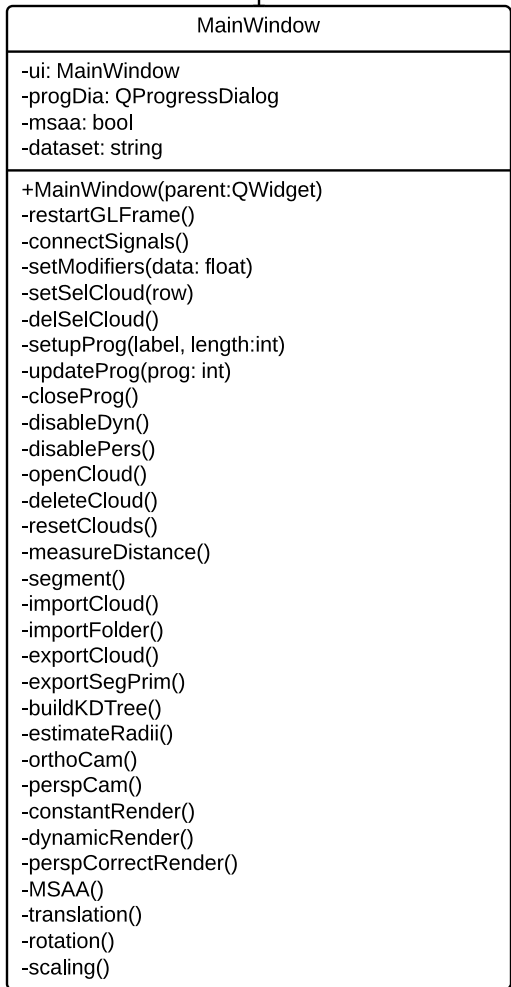 MainWindow
-ui: MainWindow
-progDia: QProgressDialog
-msaa: bool
-dataset: string
+MainWindow(parent:QWidget)
-restartGLFrame()
-connectSignals()
-setModifiers(data: float)
-setSelCloud(row)
-delSelCloud()
-setupProg(label, length:int)
-updateProg(prog: int)
-closeProg()
-disableDyn()
-disablePers()
-openCloud()
-deleteCloud()
-resetClouds()
-measureDistance()
-segment()
-importCloud()
-importFolder()
-exportCloud()
-exportSegPrim()
-buildKDTree()
-estimateRadii()
-orthoCam()
-perspCam()
-constantRender()
-dynamicRender()
-perspCorrectRender()
-MSAA()
-translation()
-rotation()
-scaling()